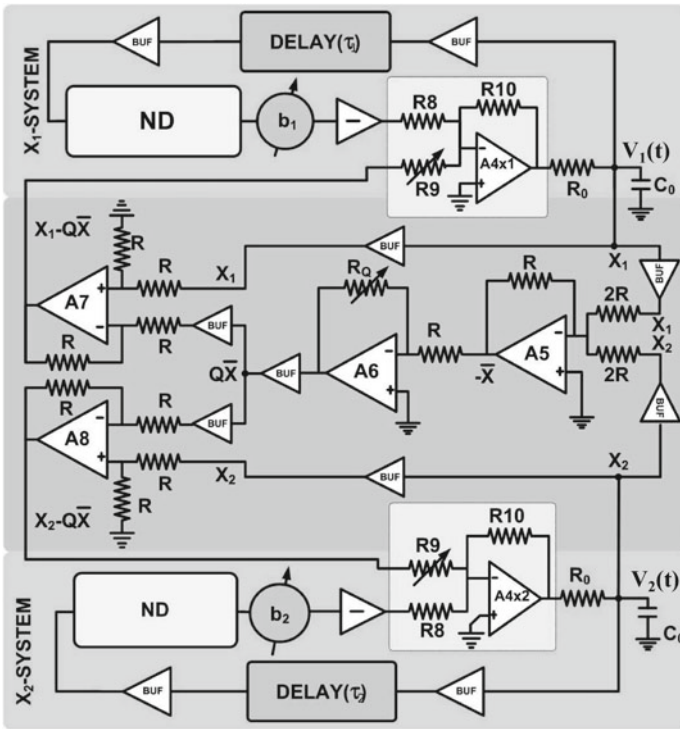 X₁-SYSTEM
BUF
DELAY(τ₁)
BUF
ND
b₁
−
R8
R10
R9
−
+
A4x1
R₀
V₁(t)
C₀
X₁-QX̅
R
R
X₁
BUF
X₁
A7
+
−
R
BUF
R
R_Q
R
2R
BUF
X₁
X₂
QX̅
BUF
A6
−
+
R
-X̅
A5
−
+
2R
BUF
R
A8
−
+
R
BUF
R
X₂
BUF
X₂
X₂-QX̅
R
R9
R10
ND
b₂
−
R8
−
+
A4x2
R₀
V₂(t)
C₀
X₂-SYSTEM
BUF
DELAY(τ₂)
BUF